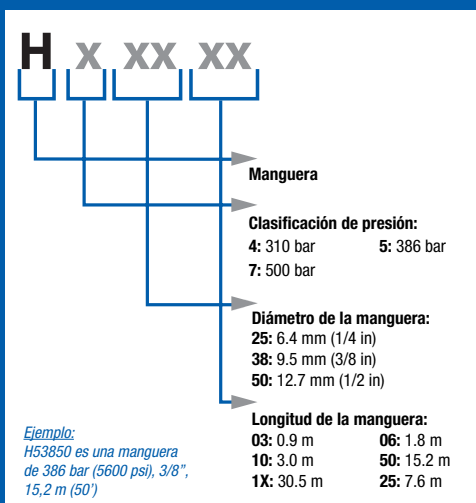 H x xx xx
Manguera
Clasificación de presión:
4: 310 bar 5: 386 bar
7: 500 bar
Diámetro de la manguera:
25: 6.4 mm (1/4 in)
38: 9.5 mm (3/8 in)
50: 12.7 mm (1/2 in)
Longitud de la manguera:
03: 0.9 m 06: 1.8 m
10: 3.0 m 50: 15.2 m
1X: 30.5 m 25: 7.6 m
Ejemplo:
H53850 es una manguera
de 386 bar (5600 psi), 3/8”,
15,2 m (50’)